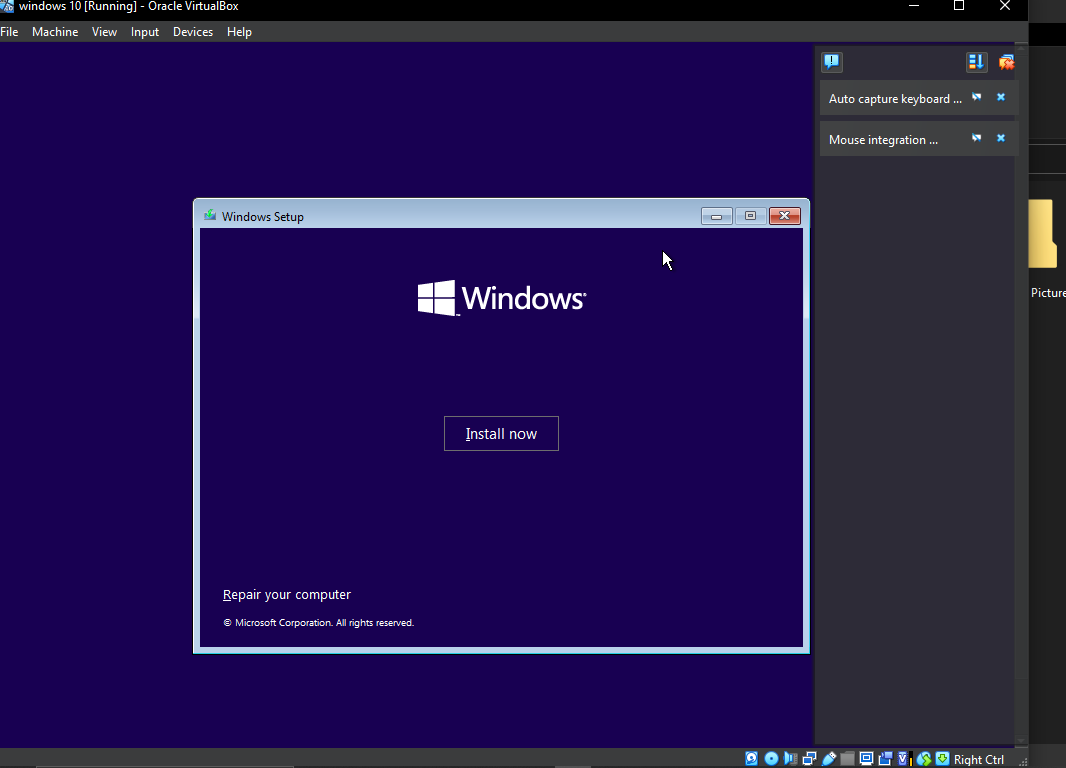 windows 10 [Running] - Oracle VirtualBox
File Machine View Input Devices Help
Auto capture keyboard ...
Mouse integration ...
Windows Setup
Windows
Install now
Picture
Repair your computer
© Microsoft Corporation. All rights reserved.
Right Ctrl